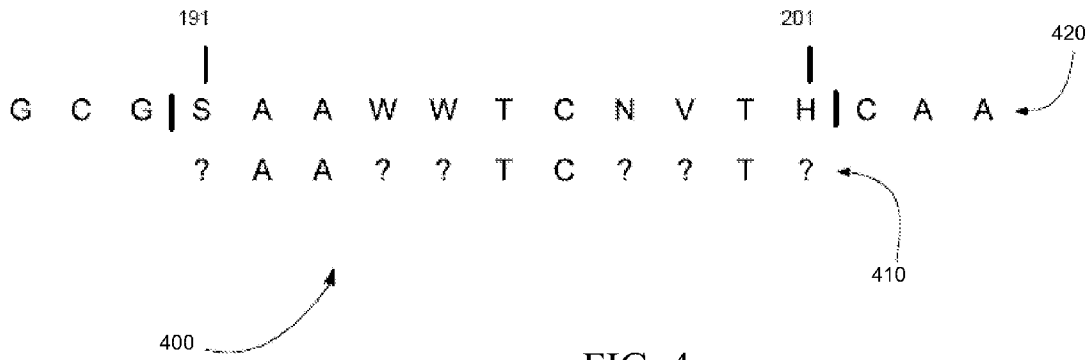 191 201
420
G C G | S A A W W T C N V T H | C A A
? A A ? ? T C ? ? T ?
410
400
FIG. 4